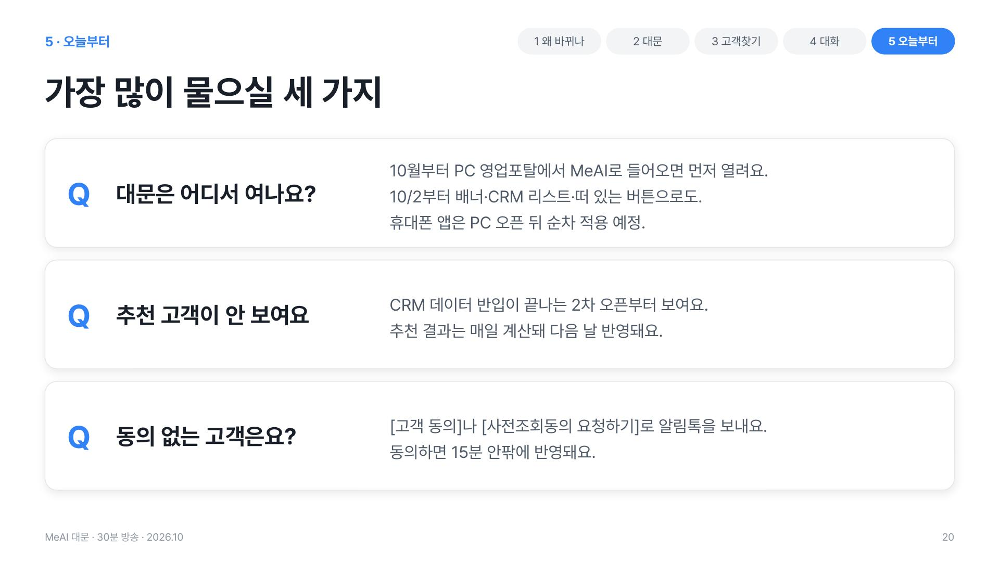 5 · 오늘부터
1 왜 바뀌나
2 대문
3 고객찾기
4 대화
5 오늘부터
가장 많이 물으실 세 가지
Q
대문은 어디서 여나요?
10월부터 PC 영업포탈에서 MeAI로 들어오면 먼저 열려요.
10/2부터 배너·CRM 리스트·떠 있는 버튼으로도.
휴대폰 앱은 PC 오픈 뒤 순차 적용 예정.
Q
추천 고객이 안 보여요
CRM 데이터 반입이 끝나는 2차 오픈부터 보여요.
추천 결과는 매일 계산돼 다음 날 반영돼요.
Q
동의 없는 고객은요?
[고객 동의]나 [사전조회동의 요청하기]로 알림톡을 보내요.
동의하면 15분 안팎에 반영돼요.
MeAI 대문 · 30분 방송 · 2026.10
20